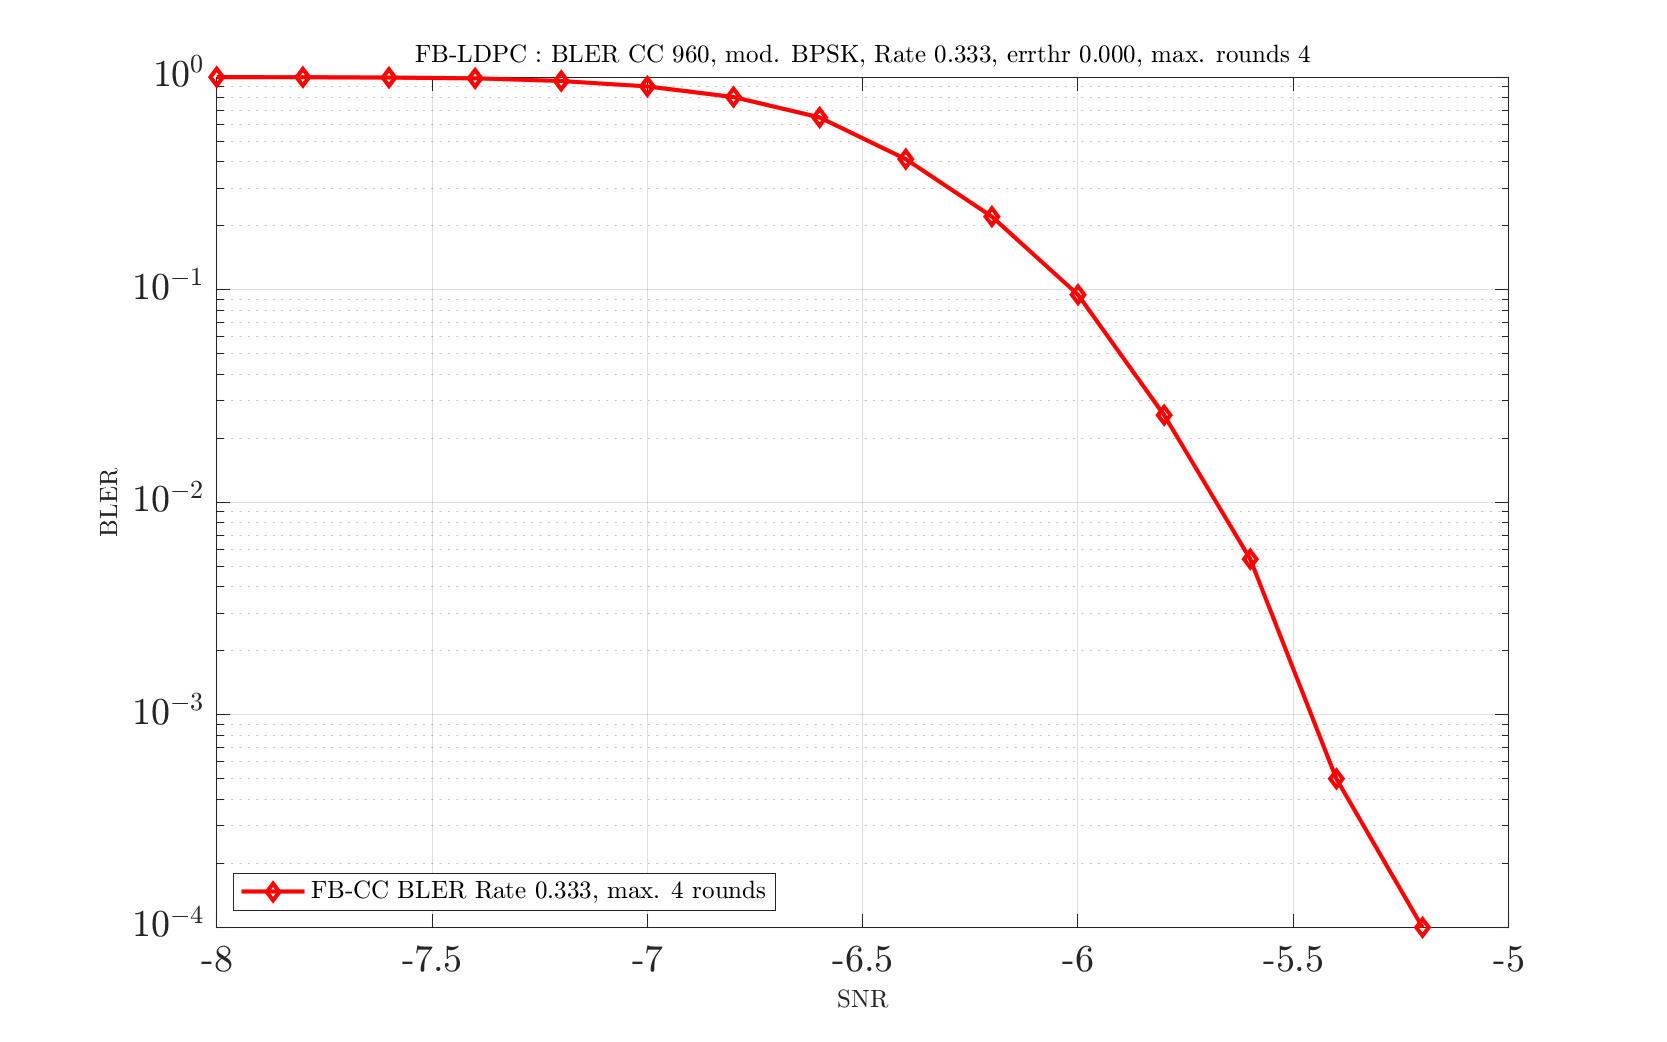 FB-LDPC : BLER CC 960, mod. BPSK, Rate 0.333, errthr 0.000, max. rounds 4
10^0
10^-1
10^-2
10^-3
10^-4
BLER
FB-CC BLER Rate 0.333, max. 4 rounds
-8 -7.5 -7 -6.5 -6 -5.5 -5
SNR